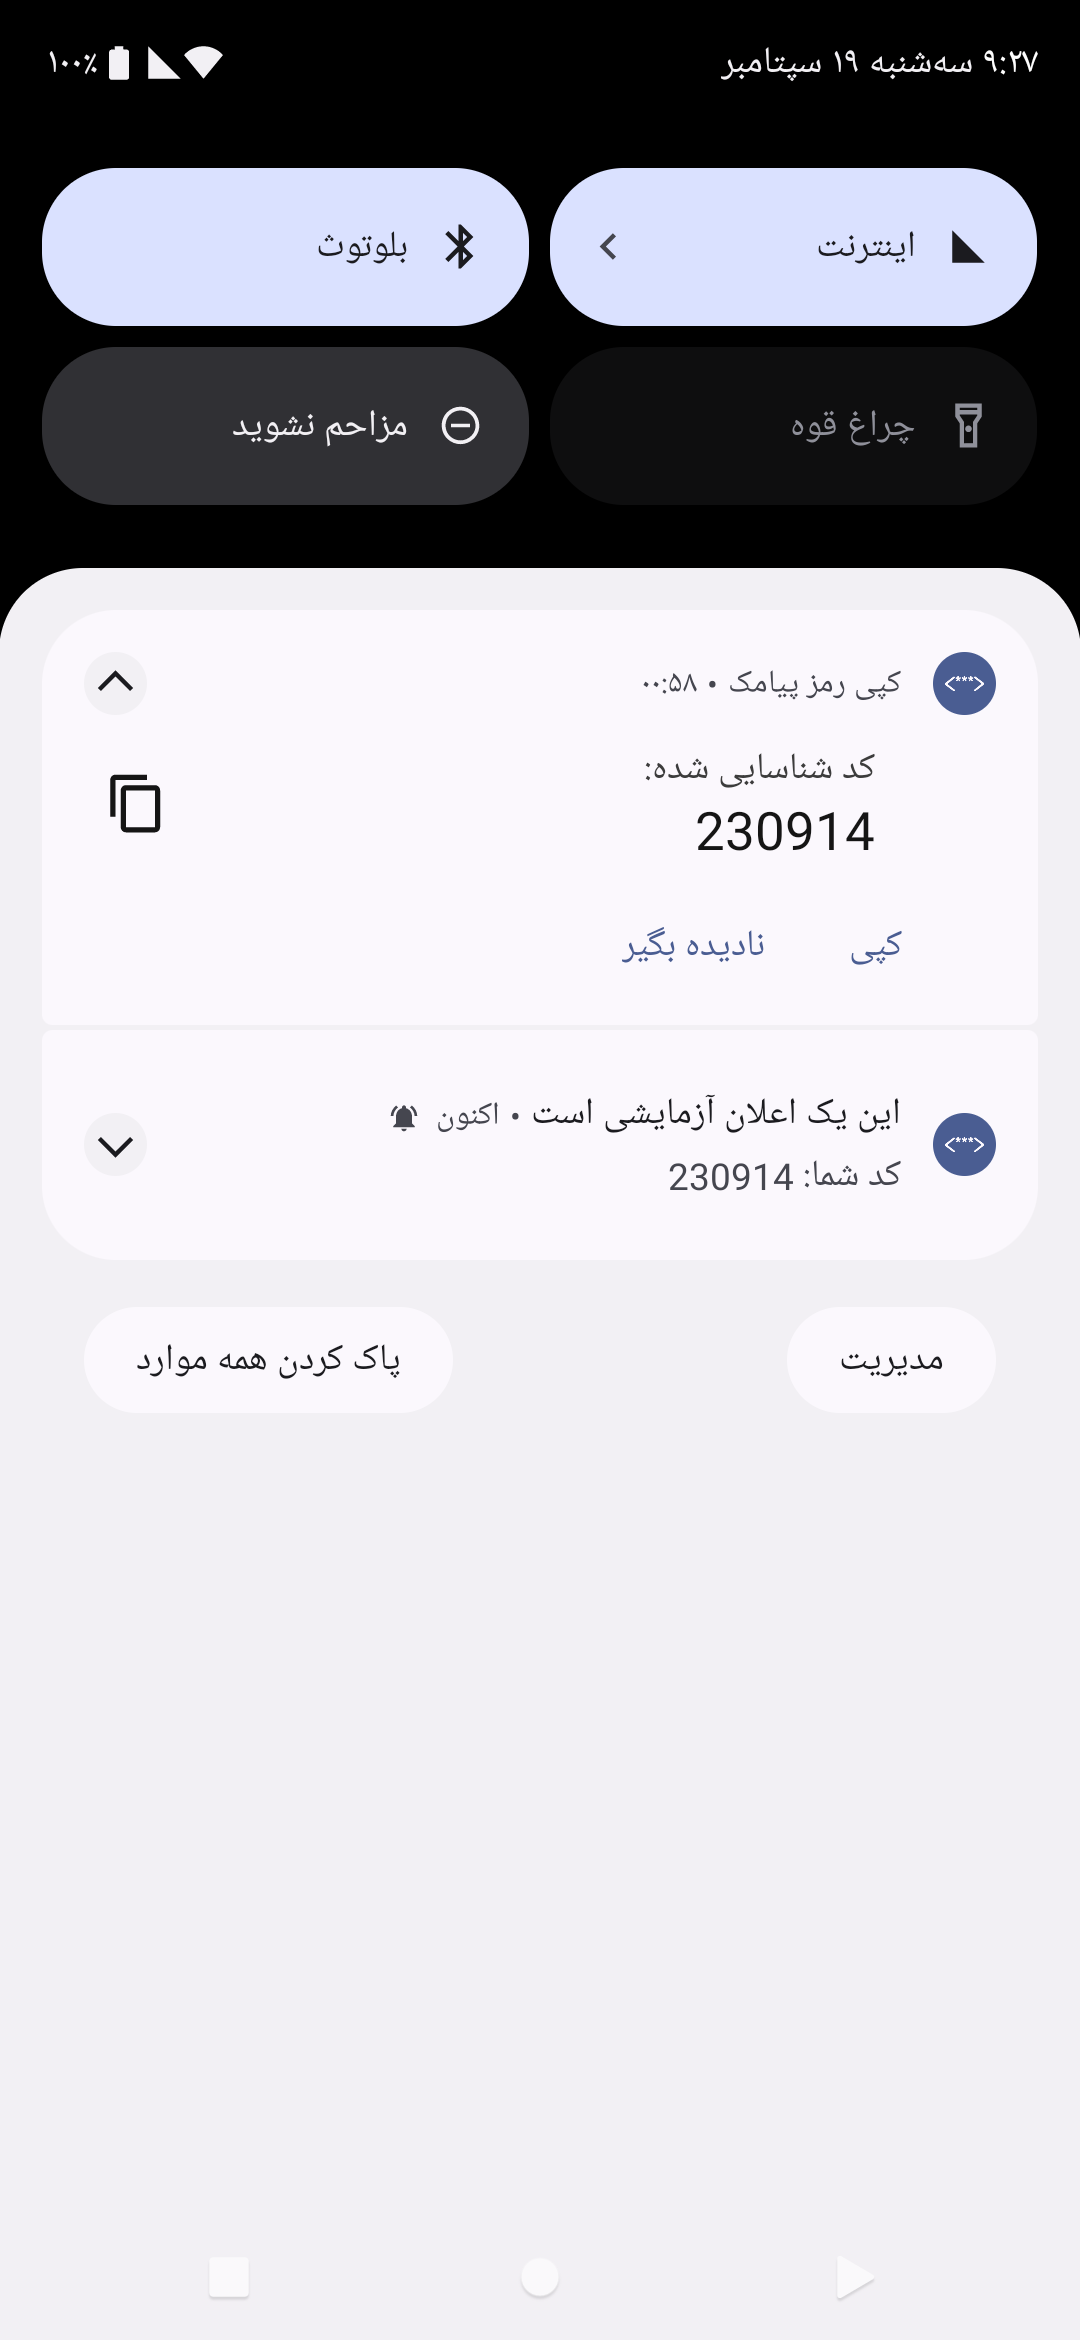 ۹:۲۷ سه‌شنبه ۱۹ سپتامبر
۱۰۰٪
اینترنت
بلوتوث
چراغ قوه
مزاحم نشوید
<***>
کپی رمز پیامک • ۰۰:۵۸
کد شناسایی شده:
230914
کپی
نادیده بگیر
<***>
این یک اعلان آزمایشی است • اکنون
کد شما: 230914
مدیریت
پاک کردن همه موارد